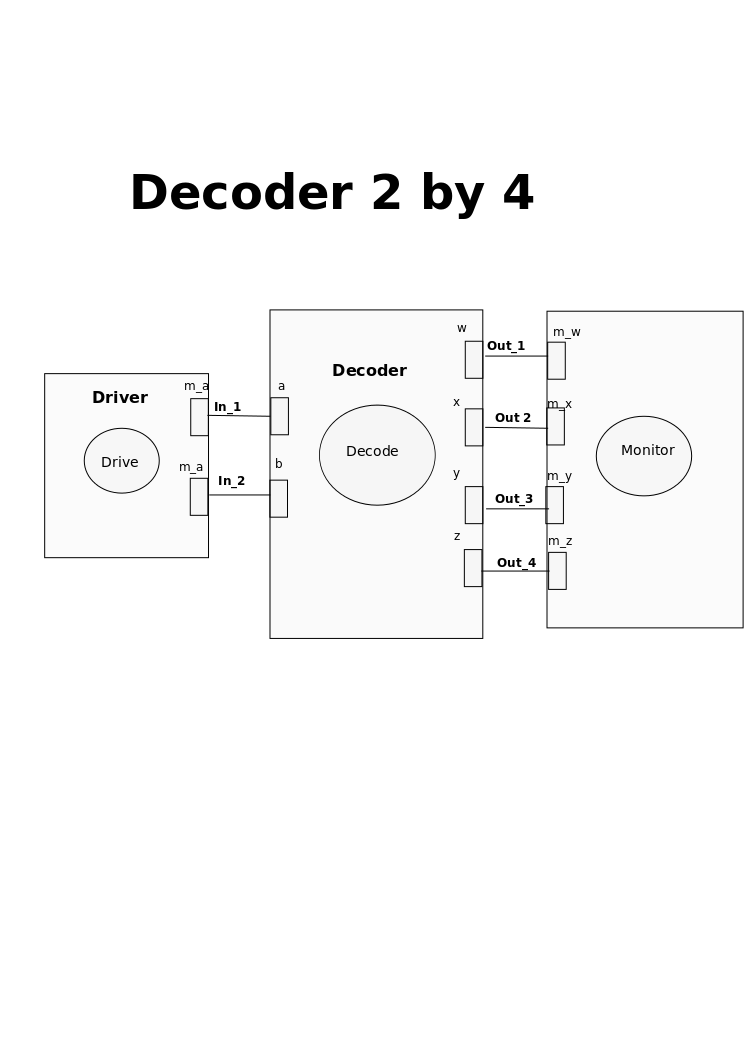 Decoder 2 by 4
Driver
m_a
In_1
a
Drive
m_a
In_2
b
Decoder
Decode
w
Out_1
m_w
x
Out 2
m_x
y
Out_3
m_y
z
Out_4
m_z
Monitor